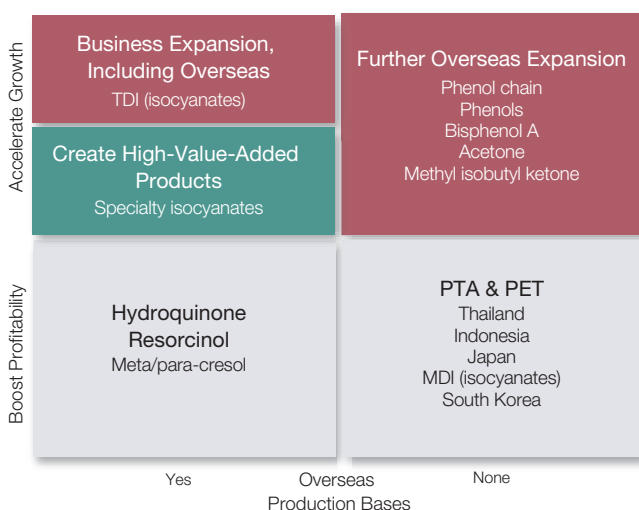 Accelerate Growth
Business Expansion,
Including Overseas
TDI (isocyanates)
Create High-Value-Added
Products
Specialty isocyanates
Further Overseas Expansion
Phenol chain
Phenols
Bisphenol A
Acetone
Methyl isobutyl ketone
Boost Profitability
Hydroquinone
Resorcinol
Meta/para-cresol
PTA & PET
Thailand
Indonesia
Japan
MDI (isocyanates)
South Korea
Yes
Overseas
Production Bases
None